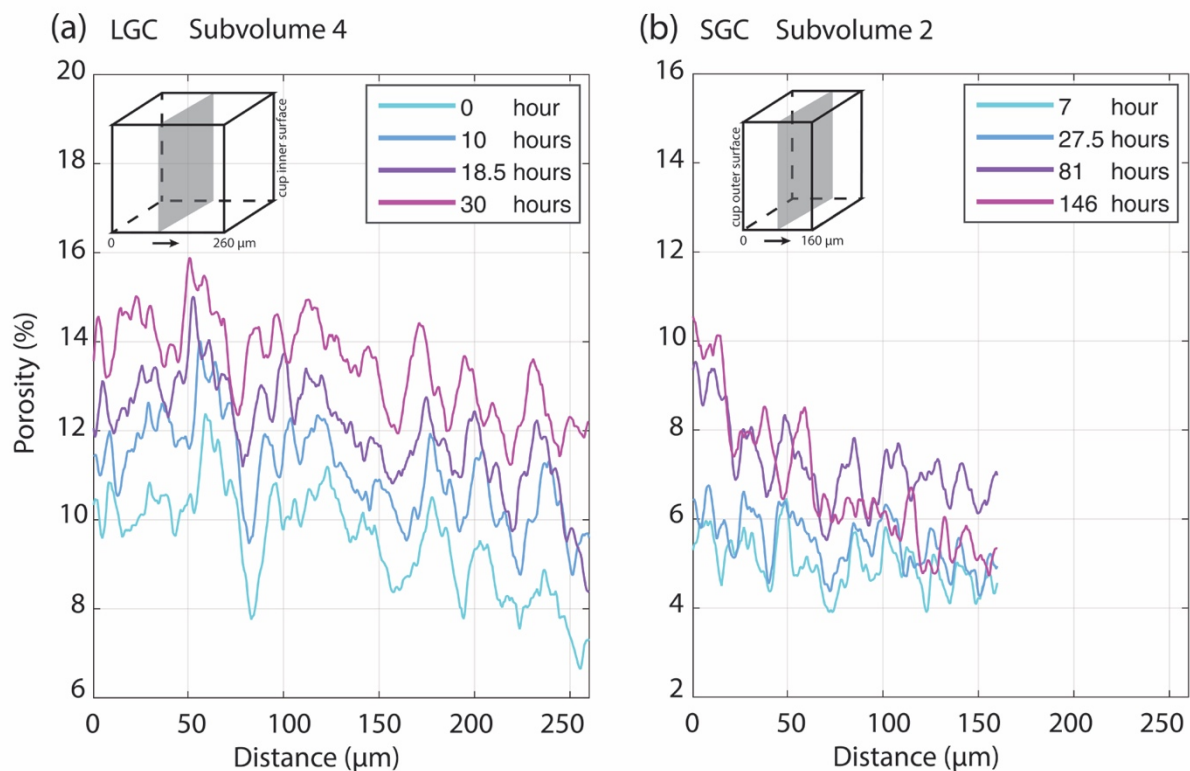 (a) LGC Subvolume 4
20
18
16
14
12
10
8
6
Porosity (%)
0 50 100 150 200 250
Distance (µm)
cup inner surface
0 260 µm
0 hour
10 hours
18.5 hours
30 hours
(b) SGC Subvolume 2
16
14
12
10
8
6
4
2
0 50 100 150 200 250
Distance (µm)
cup outer surface
0 160 µm
7 hour
27.5 hours
81 hours
146 hours